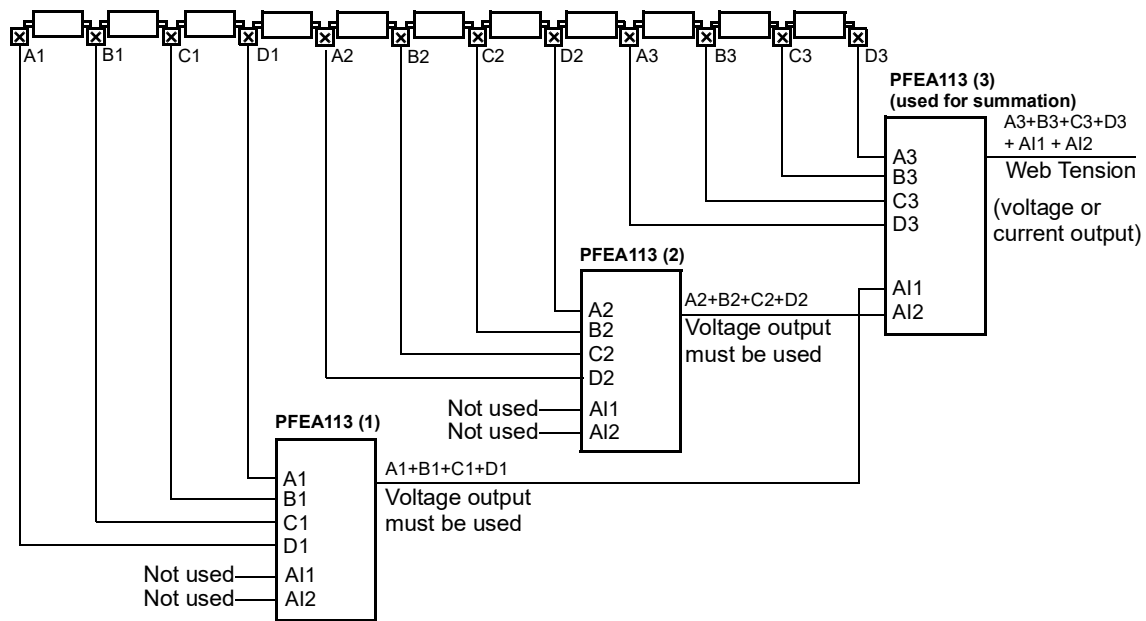 A1
B1
C1
D1
A2
B2
C2
D2
A3
B3
C3
D3
PFEA113 (3)
(used for summation)
A3+B3+C3+D3
+ AI1 + AI2
Web Tension
(voltage or
current output)
A3
B3
C3
D3
AI1
AI2
PFEA113 (2)
A2+B2+C2+D2
Voltage output
must be used
A2
B2
C2
D2
Not used
AI1
Not used
AI2
PFEA113 (1)
A1+B1+C1+D1
Voltage output
must be used
A1
B1
C1
D1
Not used
AI1
Not used
AI2